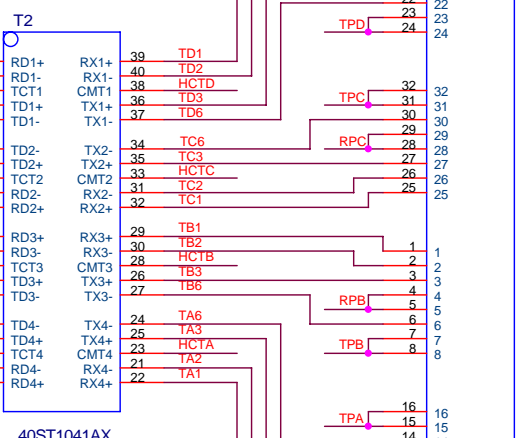 22 22
23 23
TPD 24 24
T2
RD1+ RX1+ 39 TD1
RD1- RX1- 40 TD2
TCT1 CMT1 38 HCTD
TD1+ TX1+ 36 TD3
TD1- TX1- 37 TD6
32 32
TPC 31 31
30 30
29 29
RPC 28 28
27 27
26 26
25 25
TD2- TX2- 34 TC6
TD2+ TX2+ 35 TC3
TCT2 CMT2 33 HCTC
RD2- RX2- 31 TC2
RD2+ RX2+ 32 TC1
RD3+ RX3+ 29 TB1
RD3- RX3- 30 TB2
TCT3 CMT3 28 HCTB
TD3+ TX3+ 26 TB3
TD3- TX3- 27 TB6
1 1
2 2
3 3
4 4
RPB 5 5
6 6
7 7
TPB 8 8
TD4- TX4- 24 TA6
TD4+ TX4+ 25 TA3
TCT4 CMT4 23 HCTA
RD4- RX4- 21 TA2
RD4+ RX4+ 22 TA1
16 16
TPA 15 15
14
40ST1041AX